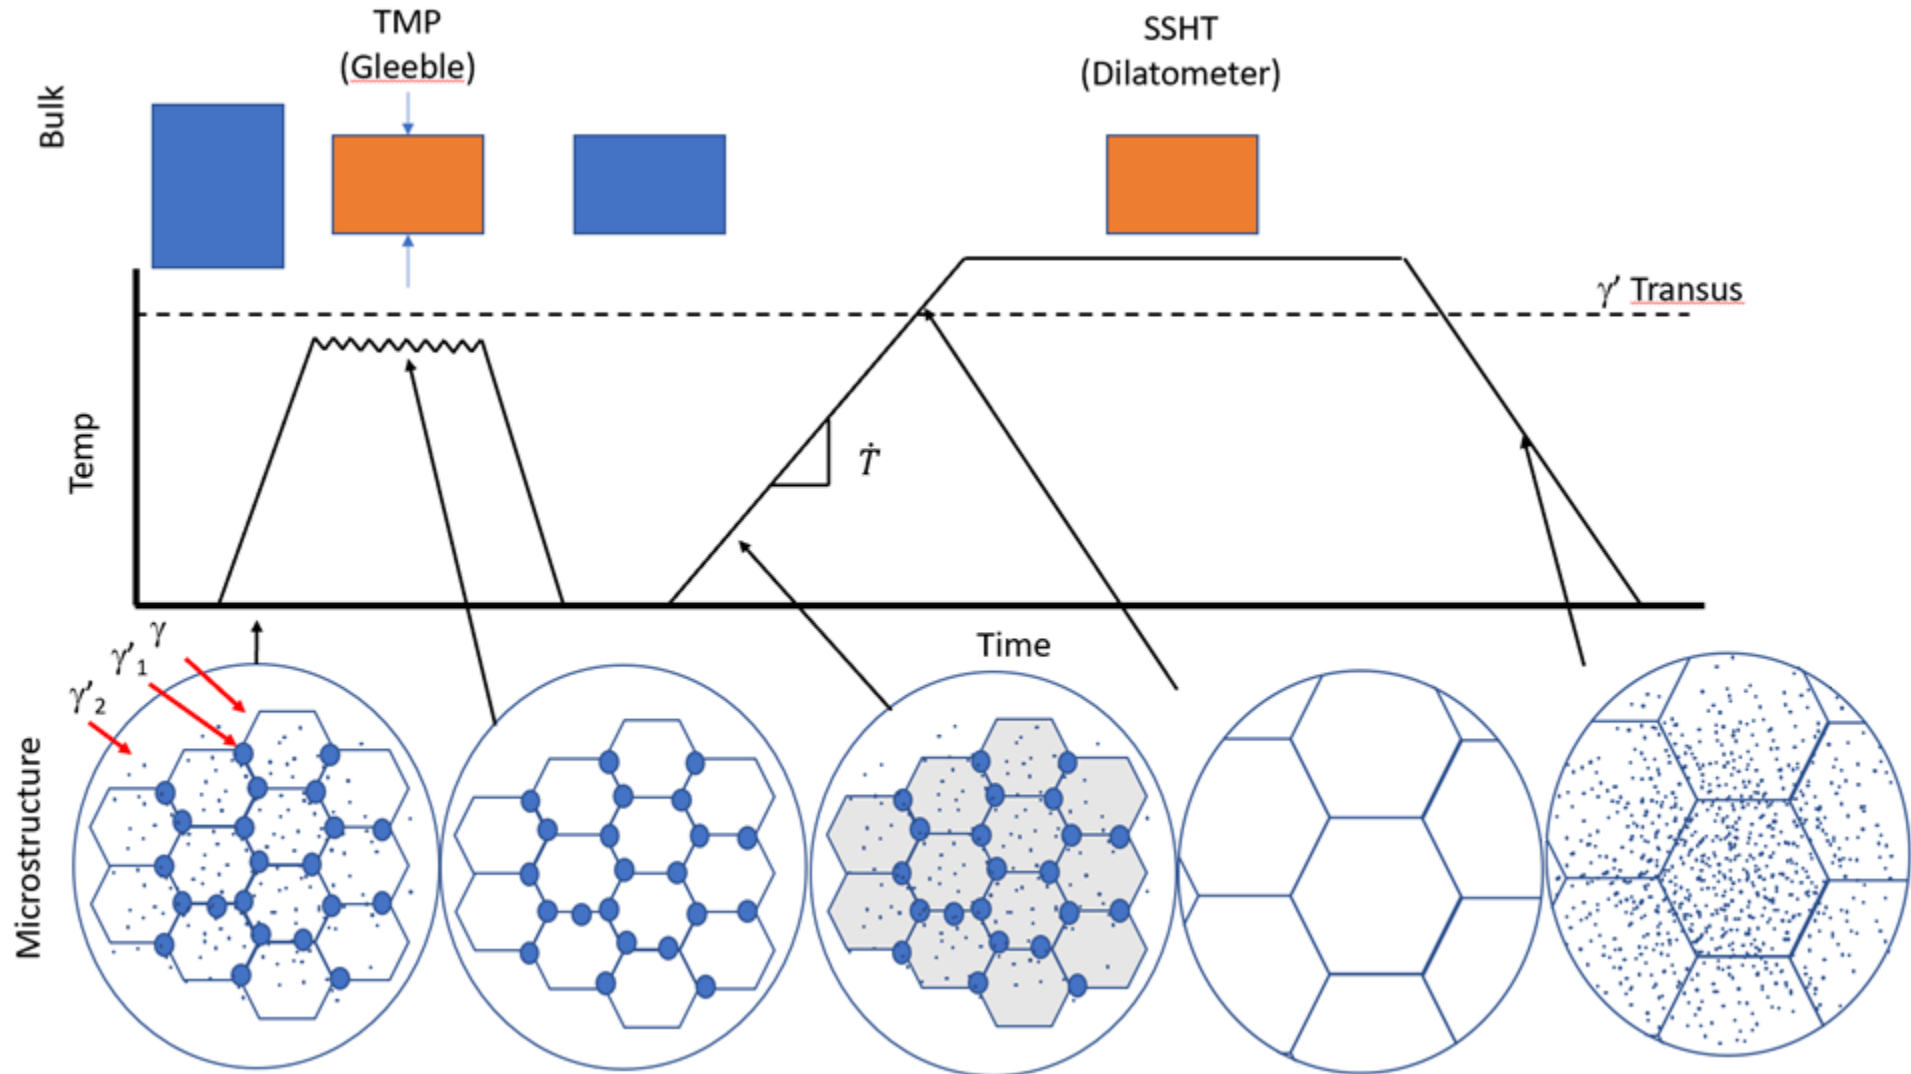 TMP
(Gleeble)
SSHT
(Dilatometer)
Bulk
γ′ Transus
Temp
Ṫ
Time
γ
γ′1
γ′2
Microstructure